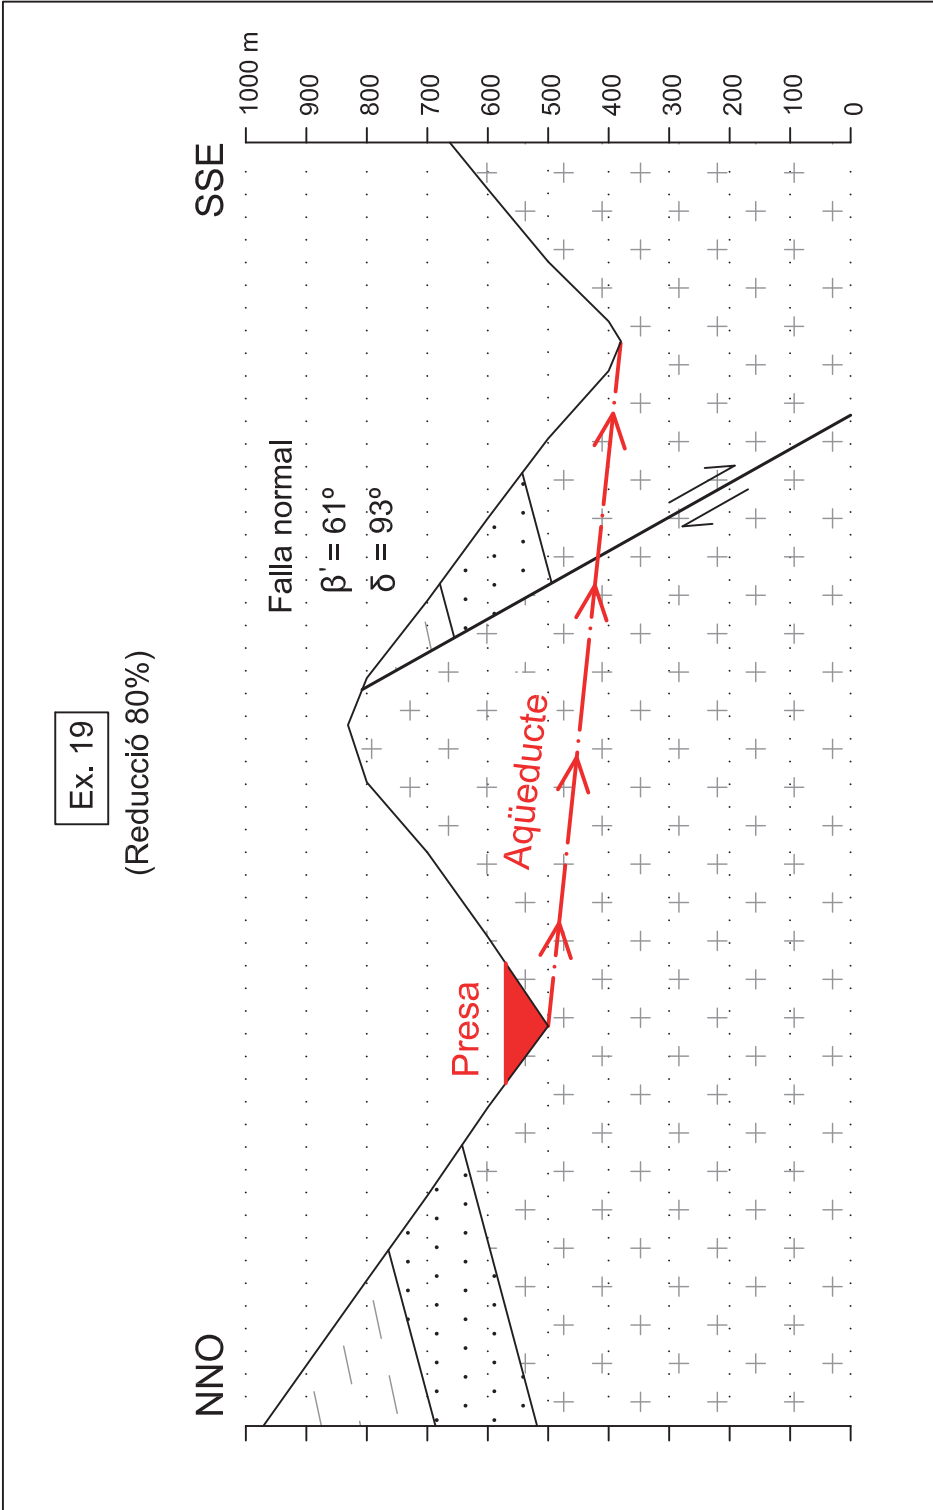 Ex. 19
(Reducció 80%)
NNO
SSE
Falla normal
β' = 61º
δ = 93º
Presa
Aqüeducte
1000 m
900
800
700
600
500
400
300
200
100
0